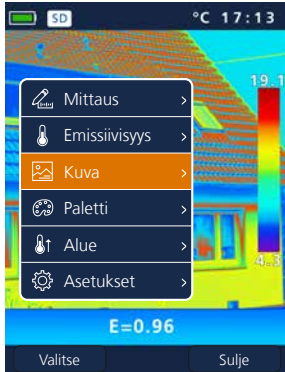 SD °C 17:13
19.1
Mittaus
Emissiivisyys
Kuva
Paletti
Alue
Asetukset
4.3
E=0.96
Valitse Sulje